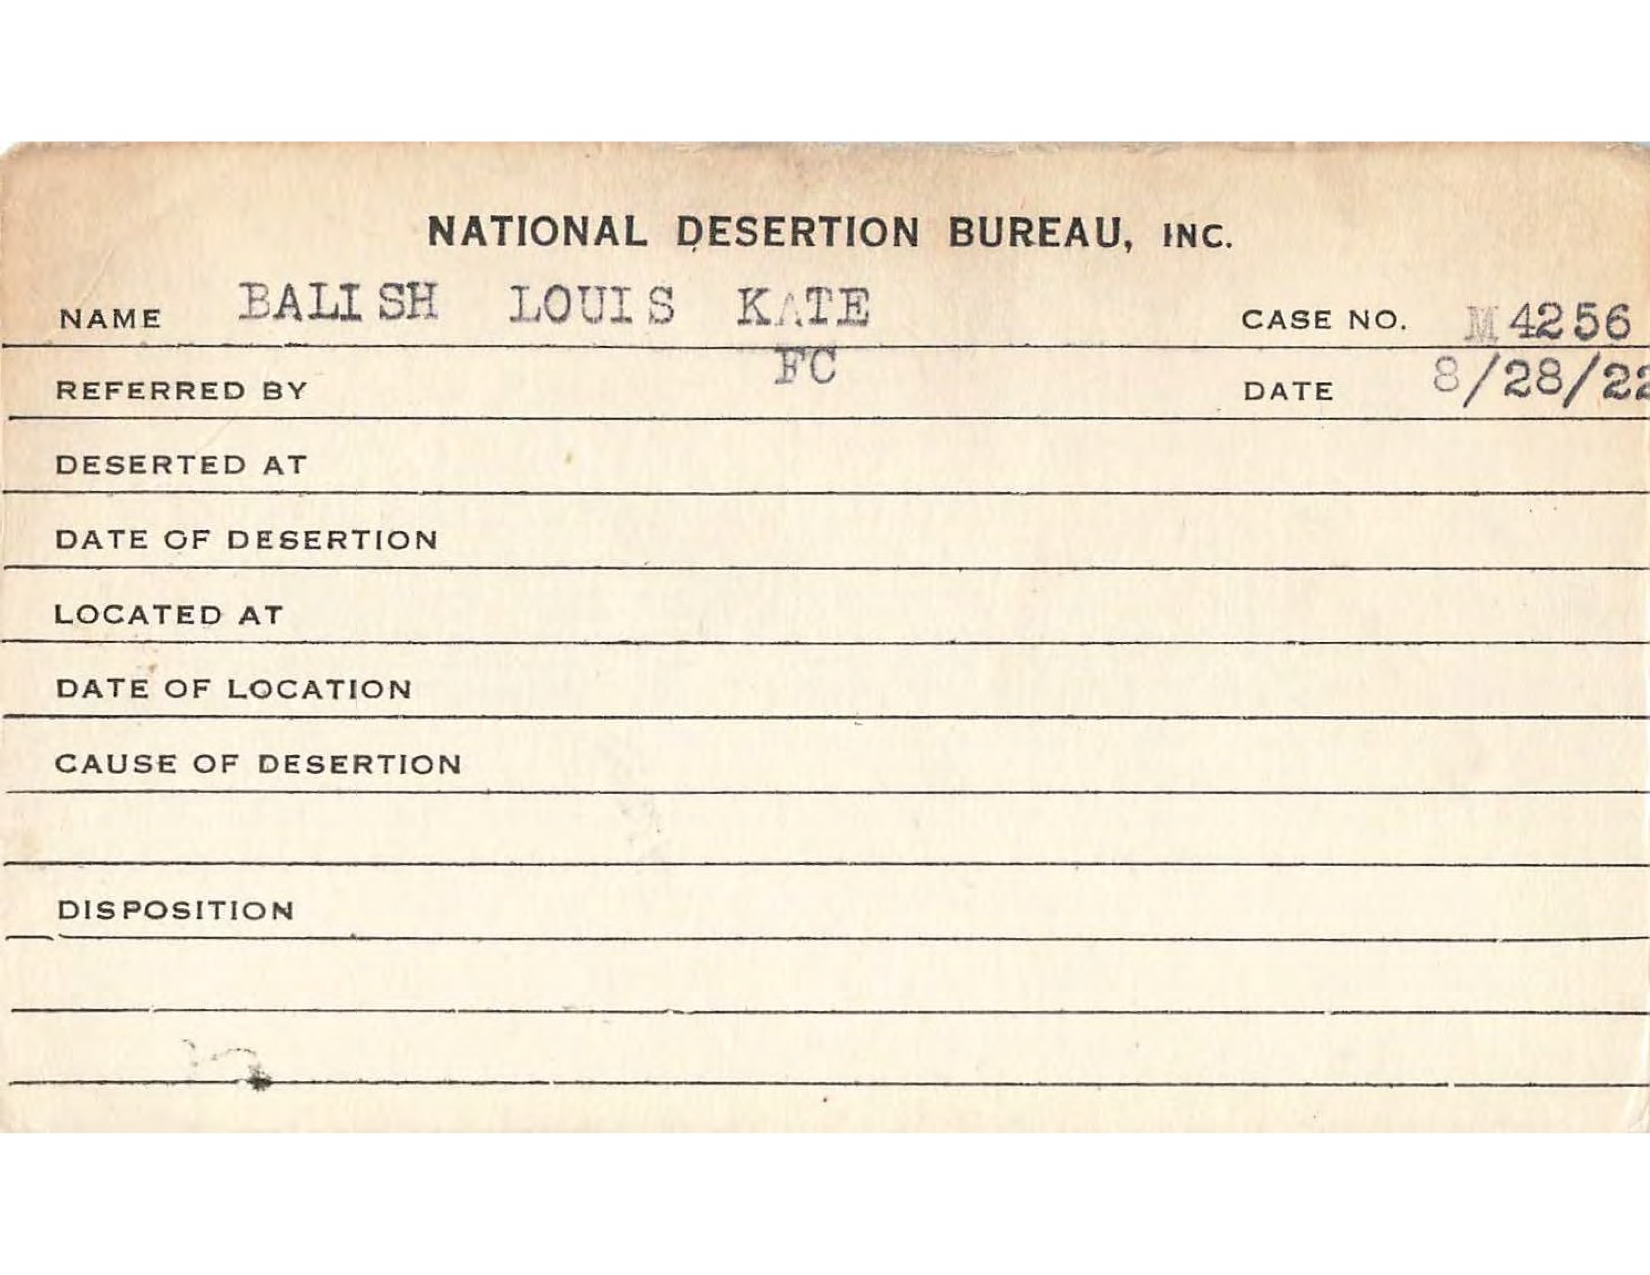 NATIONAL DESERTION BUREAU, INC.
NAME BALISH LOUIS KATE CASE NO. M4256
REFERRED BY FC DATE 8/28/22
DESERTED AT
DATE OF DESERTION
LOCATED AT
DATE OF LOCATION
CAUSE OF DESERTION
DISPOSITION